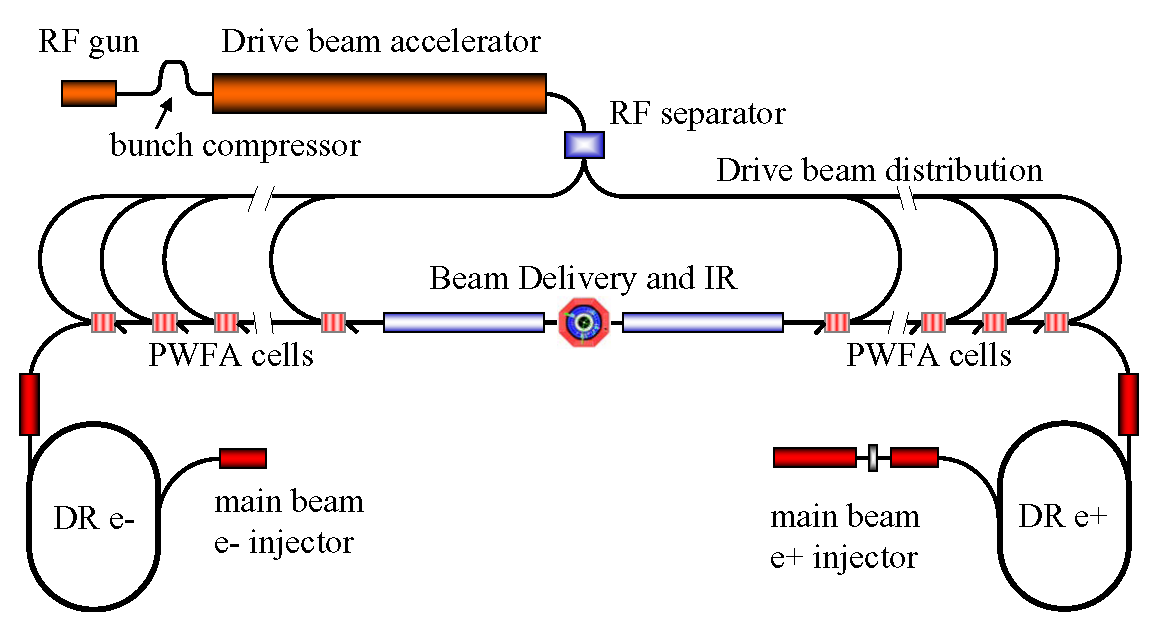 RF gun
Drive beam accelerator
RF separator
bunch compressor
Drive beam distribution
Beam Delivery and IR
PWFA cells
PWFA cells
main beam
e- injector
DR e-
main beam
e+ injector
DR e+